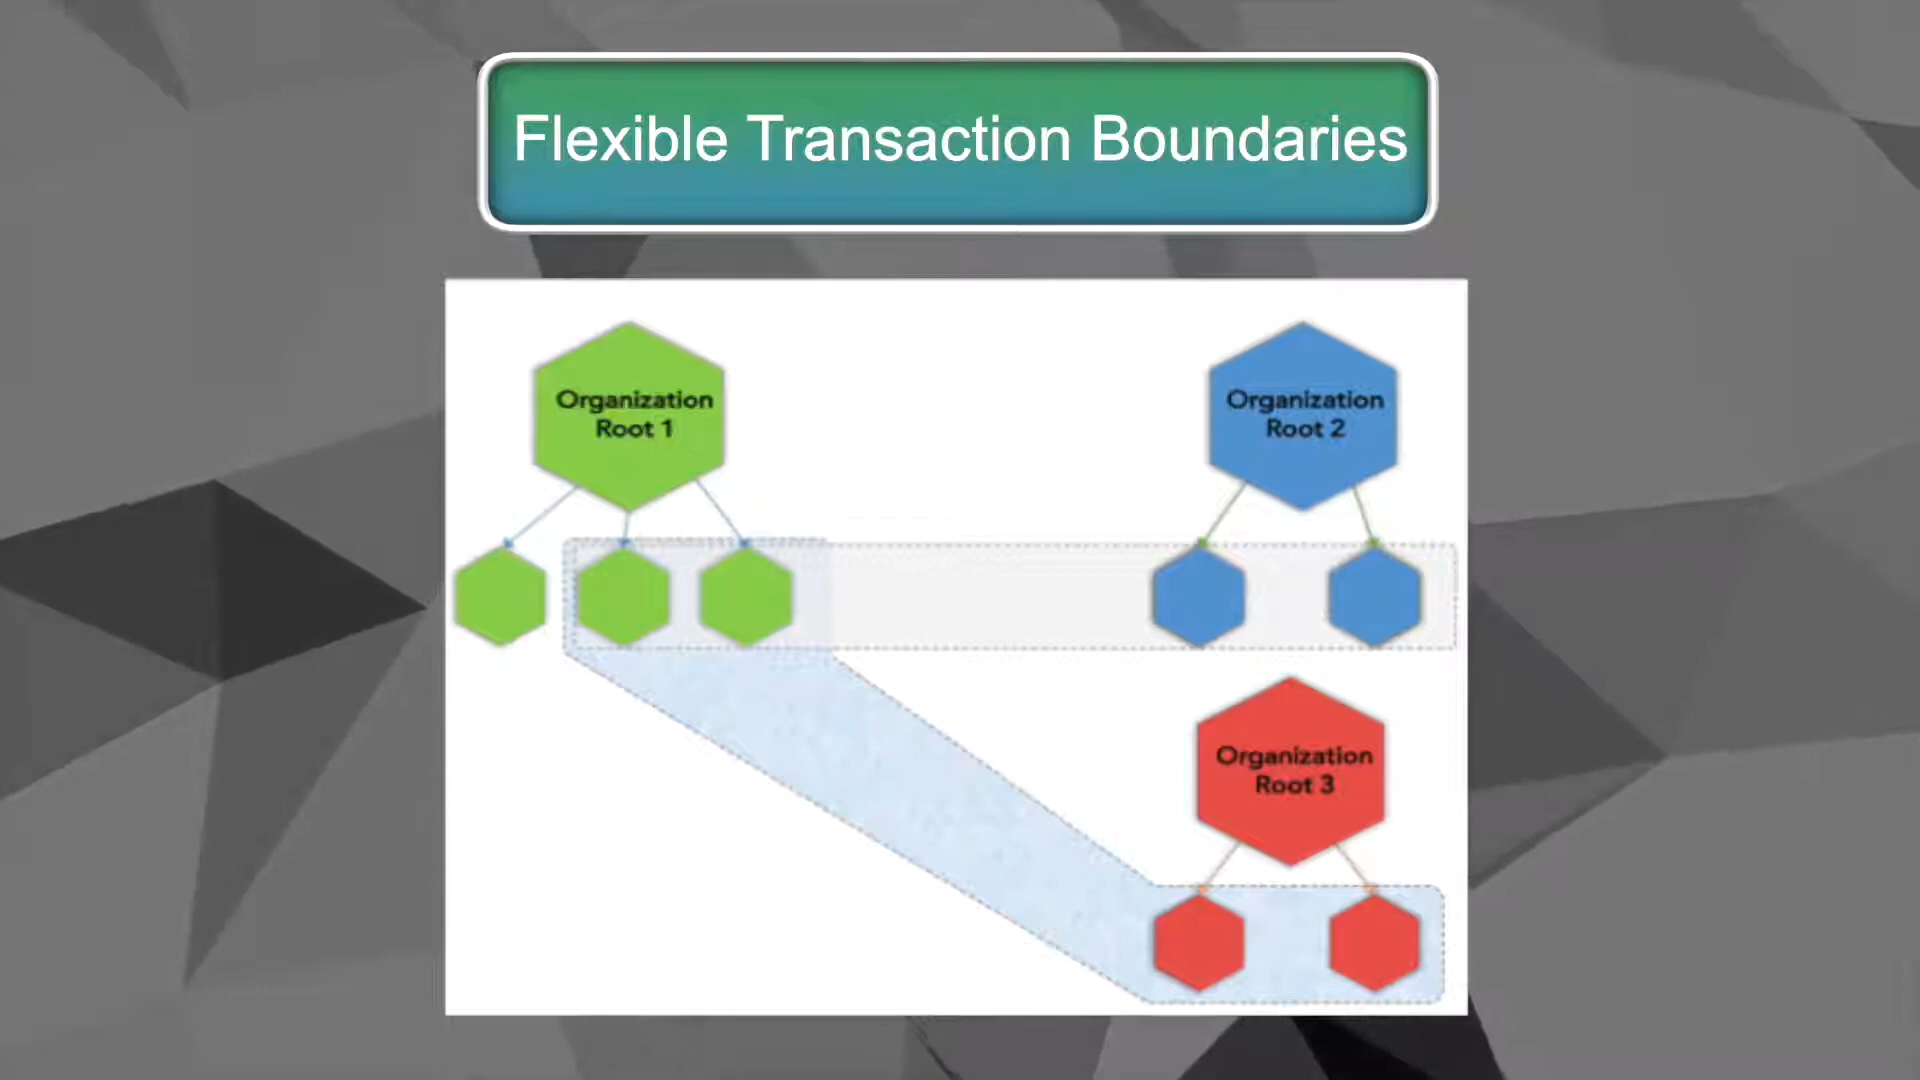 Flexible Transaction Boundaries
Organization
Root 1
Organization
Root 2
Organization
Root 3